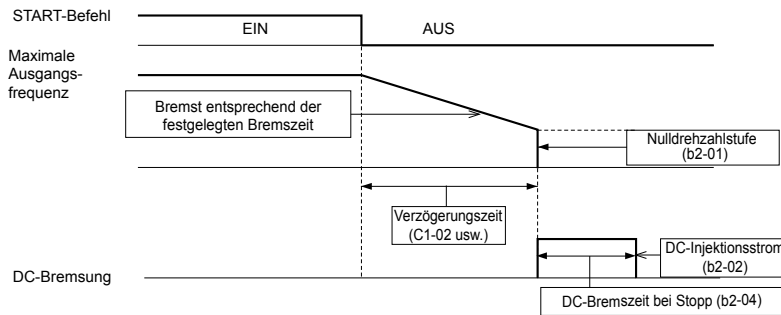 START-Befehl
EIN
AUS
Maximale
Ausgangs-
frequenz
Bremst entsprechend der
festgelegten Bremszeit
Nulldrehzahlstufe
(b2-01)
Verzögerungszeit
(C1-02 usw.)
DC-Injektionsstrom
(b2-02)
DC-Bremsung
DC-Bremszeit bei Stopp (b2-04)